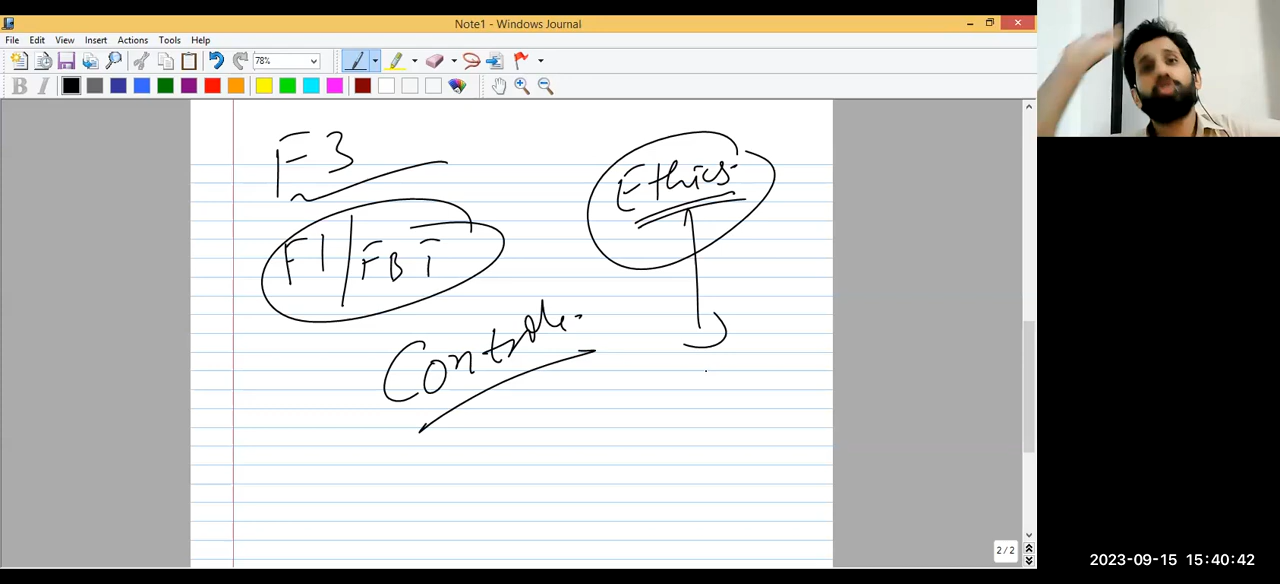 Note1 - Windows Journal
File Edit View Insert Actions Tools Help
78%
B I
F3
Ethics
F1 FBT
Controls
2 / 2
2023-09-15 15:40:42